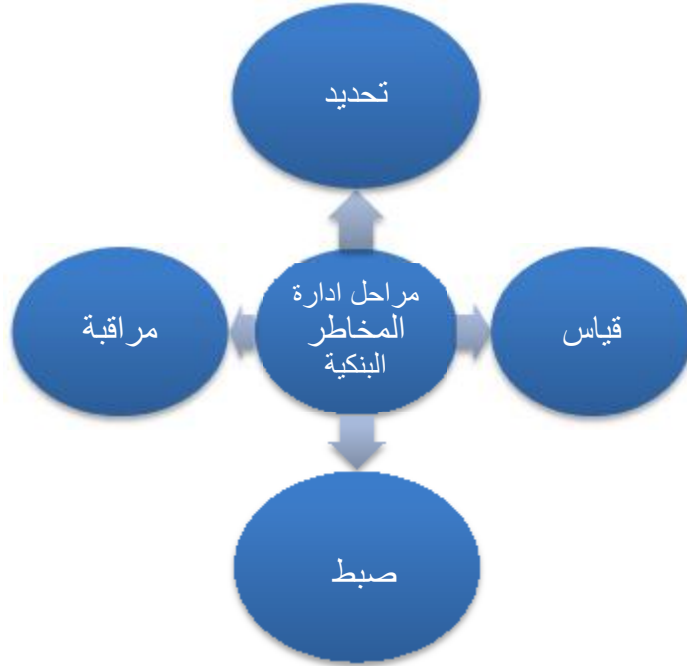 تحديد
مراحل ادارة
المخاطر
البنكية
قياس
مراقبة
صبط